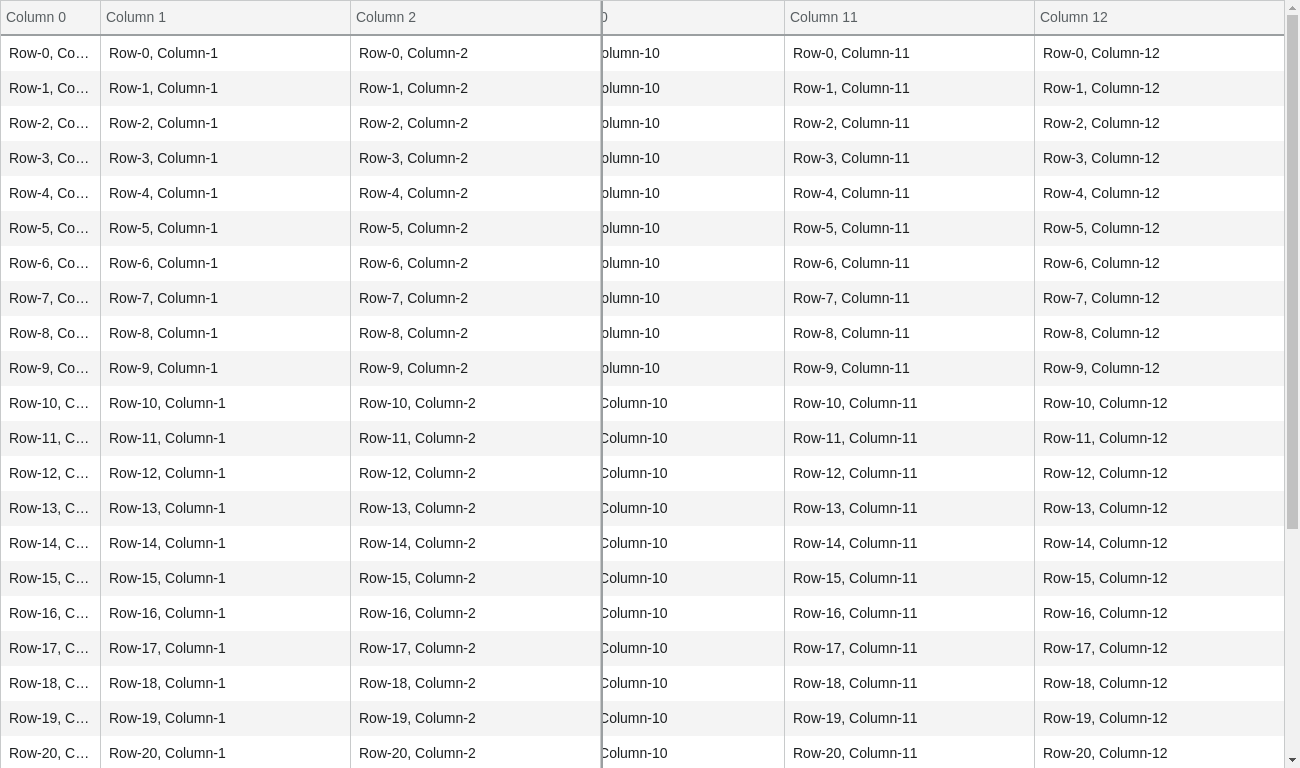 Column 0 Column 1 Column 2 0 Column 11 Column 12
Row-0, Co… Row-0, Column-1 Row-0, Column-2 olumn-10 Row-0, Column-11 Row-0, Column-12
Row-1, Co… Row-1, Column-1 Row-1, Column-2 olumn-10 Row-1, Column-11 Row-1, Column-12
Row-2, Co… Row-2, Column-1 Row-2, Column-2 olumn-10 Row-2, Column-11 Row-2, Column-12
Row-3, Co… Row-3, Column-1 Row-3, Column-2 olumn-10 Row-3, Column-11 Row-3, Column-12
Row-4, Co… Row-4, Column-1 Row-4, Column-2 olumn-10 Row-4, Column-11 Row-4, Column-12
Row-5, Co… Row-5, Column-1 Row-5, Column-2 olumn-10 Row-5, Column-11 Row-5, Column-12
Row-6, Co… Row-6, Column-1 Row-6, Column-2 olumn-10 Row-6, Column-11 Row-6, Column-12
Row-7, Co… Row-7, Column-1 Row-7, Column-2 olumn-10 Row-7, Column-11 Row-7, Column-12
Row-8, Co… Row-8, Column-1 Row-8, Column-2 olumn-10 Row-8, Column-11 Row-8, Column-12
Row-9, Co… Row-9, Column-1 Row-9, Column-2 olumn-10 Row-9, Column-11 Row-9, Column-12
Row-10, C… Row-10, Column-1 Row-10, Column-2 Column-10 Row-10, Column-11 Row-10, Column-12
Row-11, C… Row-11, Column-1 Row-11, Column-2 Column-10 Row-11, Column-11 Row-11, Column-12
Row-12, C… Row-12, Column-1 Row-12, Column-2 Column-10 Row-12, Column-11 Row-12, Column-12
Row-13, C… Row-13, Column-1 Row-13, Column-2 Column-10 Row-13, Column-11 Row-13, Column-12
Row-14, C… Row-14, Column-1 Row-14, Column-2 Column-10 Row-14, Column-11 Row-14, Column-12
Row-15, C… Row-15, Column-1 Row-15, Column-2 Column-10 Row-15, Column-11 Row-15, Column-12
Row-16, C… Row-16, Column-1 Row-16, Column-2 Column-10 Row-16, Column-11 Row-16, Column-12
Row-17, C… Row-17, Column-1 Row-17, Column-2 Column-10 Row-17, Column-11 Row-17, Column-12
Row-18, C… Row-18, Column-1 Row-18, Column-2 Column-10 Row-18, Column-11 Row-18, Column-12
Row-19, C… Row-19, Column-1 Row-19, Column-2 Column-10 Row-19, Column-11 Row-19, Column-12
Row-20, C… Row-20, Column-1 Row-20, Column-2 Column-10 Row-20, Column-11 Row-20, Column-12